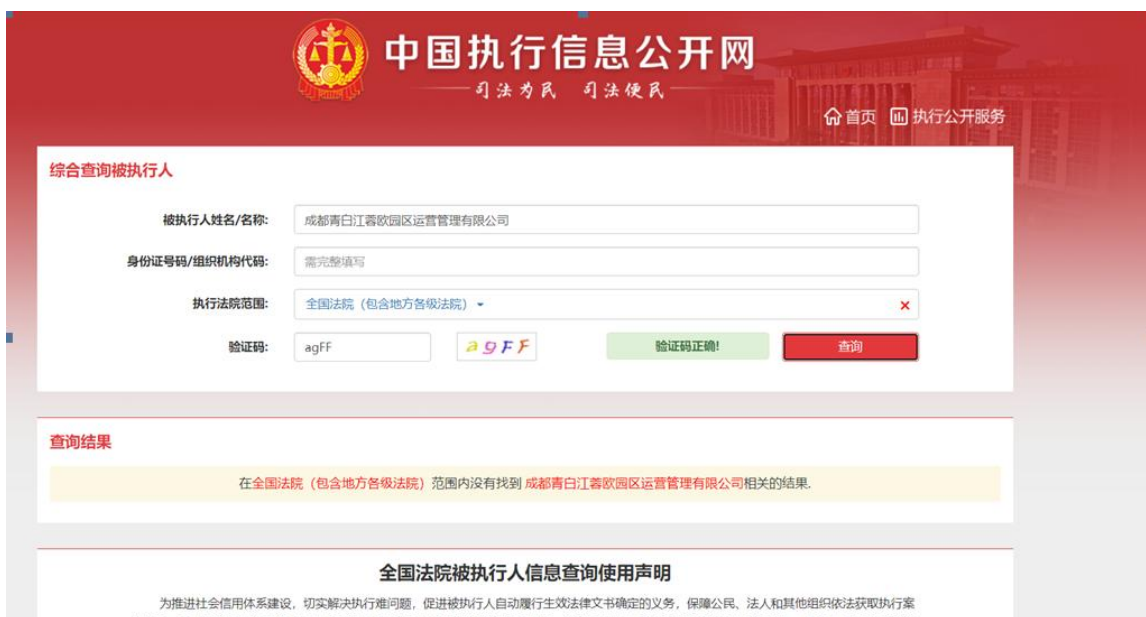 中国执行信息公开网
司法为民 司法便民
首页 执行公开服务
综合查询被执行人
被执行人姓名/名称: 成都青白江蓉欧园区运营管理有限公司
身份证号码/组织机构代码: 需完整填写
执行法院范围: 全国法院（包含地方各级法院）
验证码: agFF agFF 验证码正确! 查询
查询结果
在全国法院（包含地方各级法院）范围内没有找到 成都青白江蓉欧园区运营管理有限公司相关的结果.
全国法院被执行人信息查询使用声明
为推进社会信用体系建设，切实解决执行难问题，促进被执行人自动履行生效法律文书确定的义务，保障公民、法人和其他组织依法获取执行案